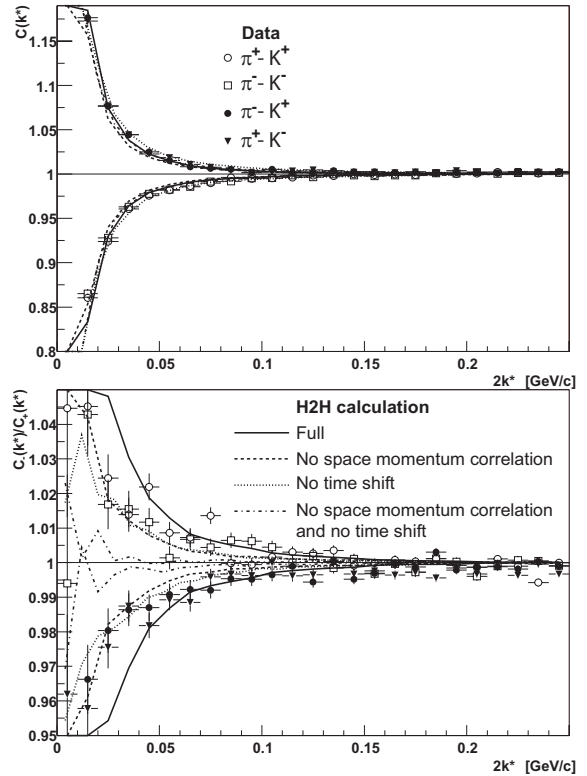 C(k*)
Data
π⁺- K⁺
π⁻- K⁻
π⁻- K⁺
π⁺- K⁻
1.15
1.1
1.05
1
0.95
0.9
0.85
0.8
0 0.05 0.1 0.15 0.2
2k* [GeV/c]
C₋(k*)/C₊(k*)
H2H calculation
Full
No space momentum correlation
No time shift
No space momentum correlation
and no time shift
1.04
1.03
1.02
1.01
1
0.99
0.98
0.97
0.96
0.95
0 0.05 0.1 0.15 0.2
2k* [GeV/c]